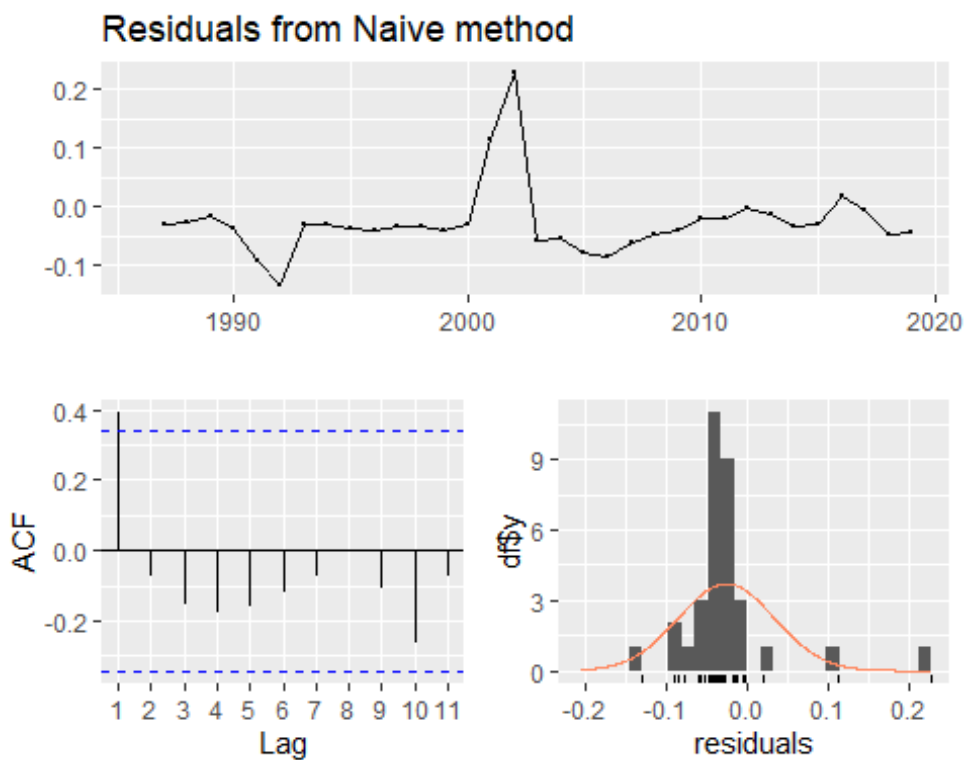 Residuals from Naive method
0.2
0.1
0.0
-0.1
1990 2000 2010 2020
0.4
0.2
0.0
-0.2
ACF
1 2 3 4 5 6 7 8 9 10 11
Lag
9
6
3
0
df$y
-0.2 -0.1 0.0 0.1 0.2
residuals